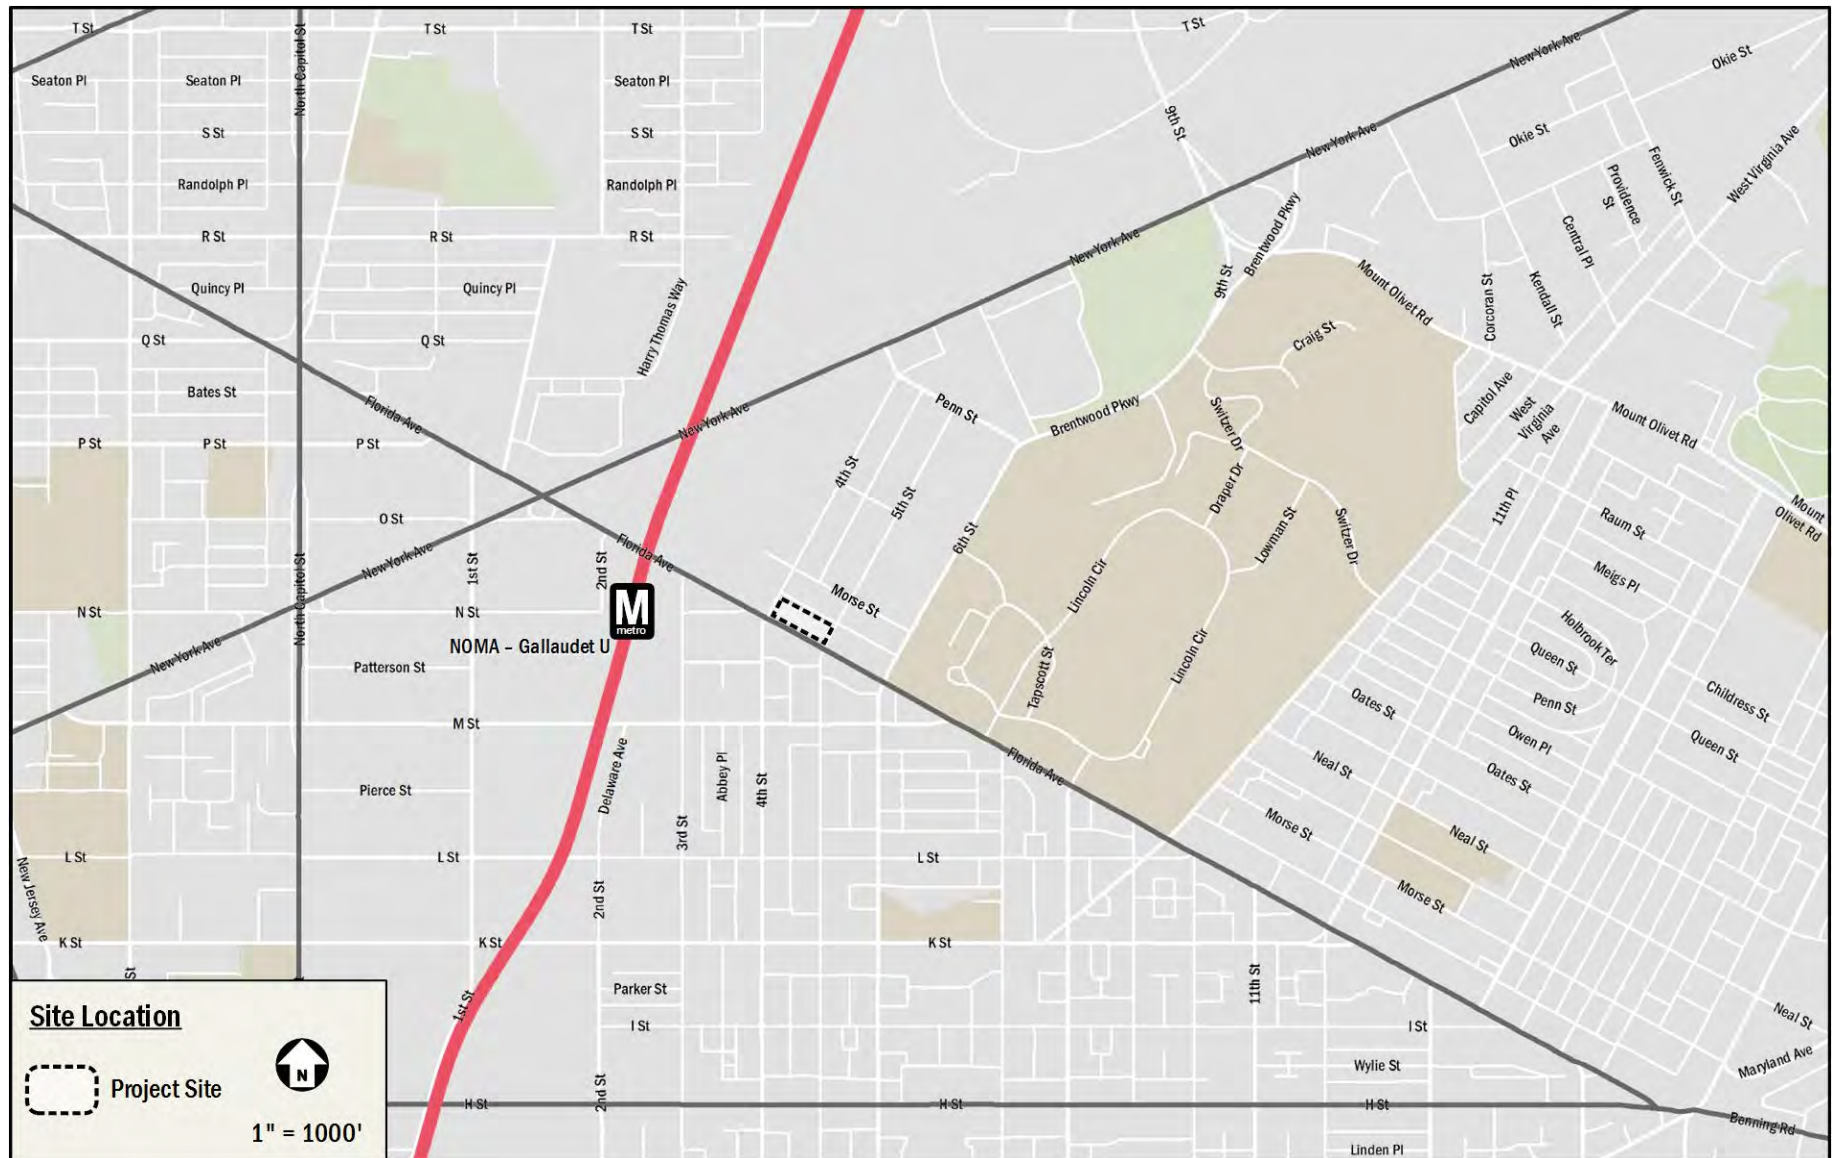 T St
T St
T St
T St
North Capitol St
New York Ave
Okie St
Seaton Pl
Seaton Pl
Seaton Pl
9th St
S St
S St
New York Ave
Okie St
Fenwick St
West Virginia Ave
Randolph Pl
Randolph Pl
Providence
St
R St
R St
R St
New York Ave
Brentwood Pkwy
Central Pl
Quincy Pl
Quincy Pl
9th St
Mount Olivet Rd
Corcoran St
Kendall St
Harry Thomas Way
Q St
Q St
Craig St
Bates St
Florida Ave
New York Ave
Penn St
Brentwood Pkwy
Switzer Dr
Capitol Ave
West
Virginia
Ave
Mount Olivet Rd
P St
P St
P St
4th St
5th St
Draper Dr
11th Pl
Mount
Olivet Rd
O St
Florida Ave
6th St
Lowman St
Switzer Dr
Raum St
New York Ave
North Capitol St
1st St
2nd St
Lincoln Cir
Meigs Pl
N St
N St
M
metro
NOMA – Gallaudet U
Morse St
Holbrook Ter
New York Ave
Patterson St
Tapscott St
Lincoln Cir
Queen St
Penn St
Childress St
Oates St
M St
Owen Pl
Queen St
Delaware Ave
Abbey Pl
4th St
Florida Ave
Neal St
Oates St
Pierce St
3rd St
Morse St
Neal St
L St
L St
L St
New Jersey Ave
2nd St
Morse St
K St
K St
K St
St
11th St
Parker St
1st St
I St
I St
Neal St
Wylie St
Maryland Ave
2nd St
H St
H St
H St
Benning Rd
Linden Pl
Site Location
N
Project Site
1" = 1000'